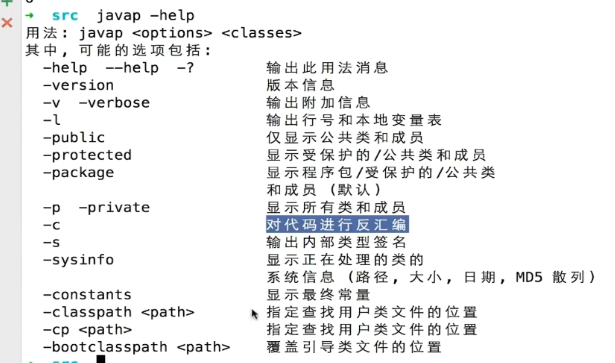 → src javap -help
用法: javap <options> <classes>
其中, 可能的选项包括:
-help --help -? 输出此用法消息
-version 版本信息
-v -verbose 输出附加信息
-l 输出行号和本地变量表
-public 仅显示公共类和成员
-protected 显示受保护的/公共类和成员
-package 显示程序包/受保护的/公共类
和成员 (默认)
-p -private 显示所有类和成员
-c 对代码进行反汇编
-s 输出内部类型签名
-sysinfo 显示正在处理的类的
系统信息 (路径, 大小, 日期, MD5 散列)
-constants 显示最终常量
-classpath <path> 指定查找用户类文件的位置
-cp <path> 指定查找用户类文件的位置
-bootclasspath <path> 覆盖引导类文件的位置
→ src